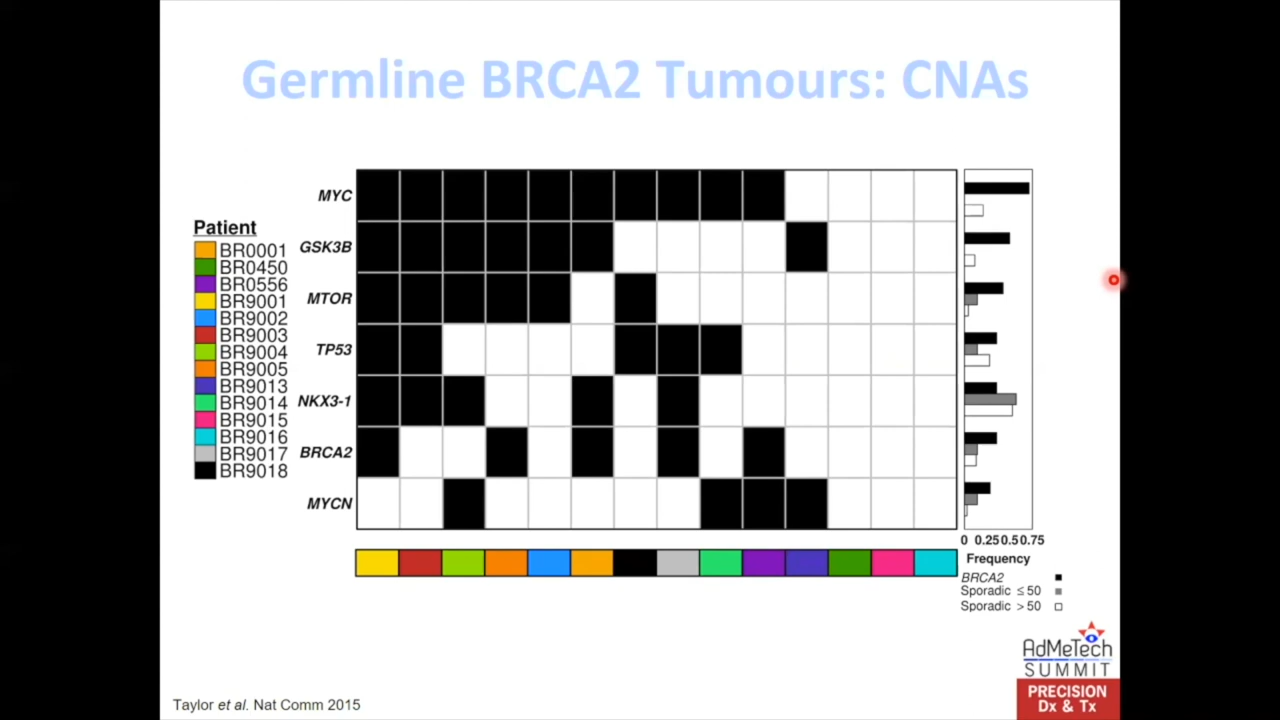 Germline BRCA2 Tumours: CNAs
Patient
BR0001
BR0450
BR0556
BR9001
BR9002
BR9003
BR9004
BR9005
BR9013
BR9014
BR9015
BR9016
BR9017
BR9018
MYC
GSK3B
MTOR
TP53
NKX3-1
BRCA2
MYCN
0 0.25 0.5 0.75
Frequency
BRCA2
Sporadic ≤ 50
Sporadic > 50
AdMeTech
SUMMIT
PRECISION
Dx & Tx
Taylor et al. Nat Comm 2015